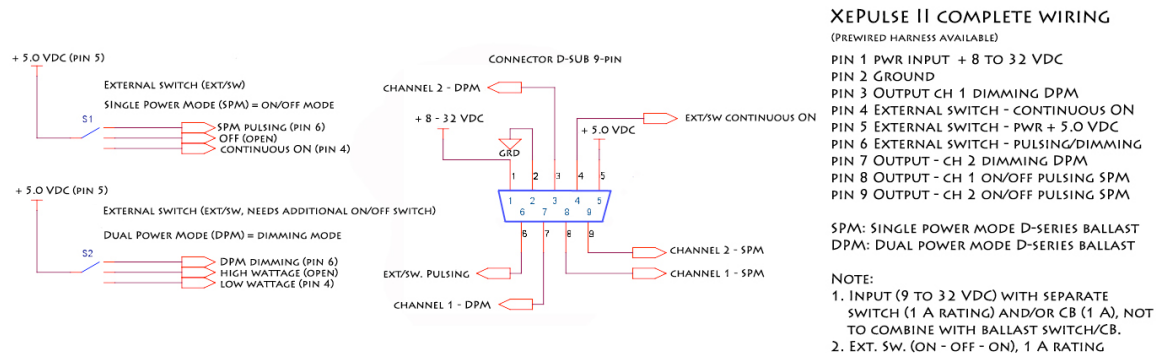 + 5.0 VDC (PIN 5)
EXTERNAL SWITCH (EXT/SW)
SINGLE POWER MODE (SPM) = ON/OFF MODE
S1
SPM PULSING (PIN 6)
OFF (OPEN)
CONTINUOUS ON (PIN 4)
+ 5.0 VDC (PIN 5)
EXTERNAL SWITCH (EXT/SW, NEEDS ADDITIONAL ON/OFF SWITCH)
DUAL POWER MODE (DPM) = DIMMING MODE
S2
DPM DIMMING (PIN 6)
HIGH WATTAGE (OPEN)
LOW WATTAGE (PIN 4)
CONNECTOR D-SUB 9-PIN
CHANNEL 2 - DPM
+ 8 - 32 VDC
EXT/SW CONTINUOUS ON
+ 5.0 VDC
GRD
1 2 3 4 5
1 2 3 4 5
6 7 8 9
6 7 8 9
CHANNEL 2 - SPM
EXT/SW. PULSING
CHANNEL 1 - SPM
CHANNEL 1 - DPM
XEPULSE II COMPLETE WIRING
(PREWIRED HARNESS AVAILABLE)
PIN 1 PWR INPUT + 8 TO 32 VDC
PIN 2 GROUND
PIN 3 OUTPUT CH 1 DIMMING DPM
PIN 4 EXTERNAL SWITCH - CONTINUOUS ON
PIN 5 EXTERNAL SWITCH - PWR + 5.0 VDC
PIN 6 EXTERNAL SWITCH - PULSING/DIMMING
PIN 7 OUTPUT - CH 2 DIMMING DPM
PIN 8 OUTPUT - CH 1 ON/OFF PULSING SPM
PIN 9 OUTPUT - CH 2 ON/OFF PULSING SPM
SPM: SINGLE POWER MODE D-SERIES BALLAST
DPM: DUAL POWER MODE D-SERIES BALLAST
NOTE:
1. INPUT (9 TO 32 VDC) WITH SEPARATE
SWITCH (1 A RATING) AND/OR CB (1 A), NOT
TO COMBINE WITH BALLAST SWITCH/CB.
2. EXT. SW. (ON - OFF - ON), 1 A RATING